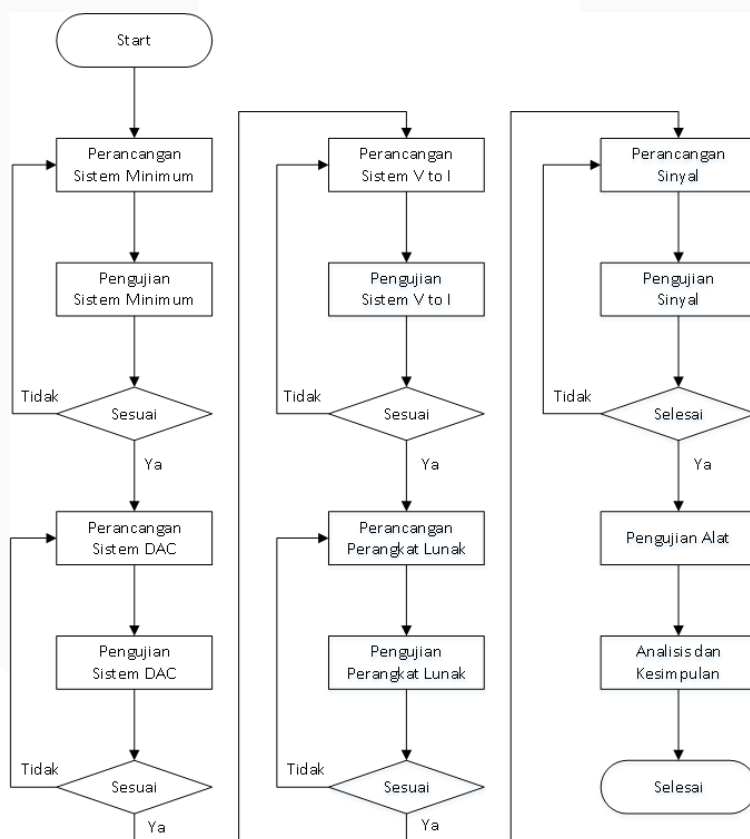 Start
Perancangan
Sistem Minimum
Pengujian
Sistem Minimum
Tidak
Sesuai
Ya
Perancangan
Sistem DAC
Pengujian
Sistem DAC
Tidak
Sesuai
Ya
Perancangan
Sistem V to I
Pengujian
Sistem V to I
Tidak
Sesuai
Ya
Perancangan
Perangkat Lunak
Pengujian
Perangkat Lunak
Tidak
Sesuai
Ya
Perancangan
Sinyal
Pengujian
Sinyal
Tidak
Selesai
Ya
Pengujian Alat
Analisis dan
Kesimpulan
Selesai